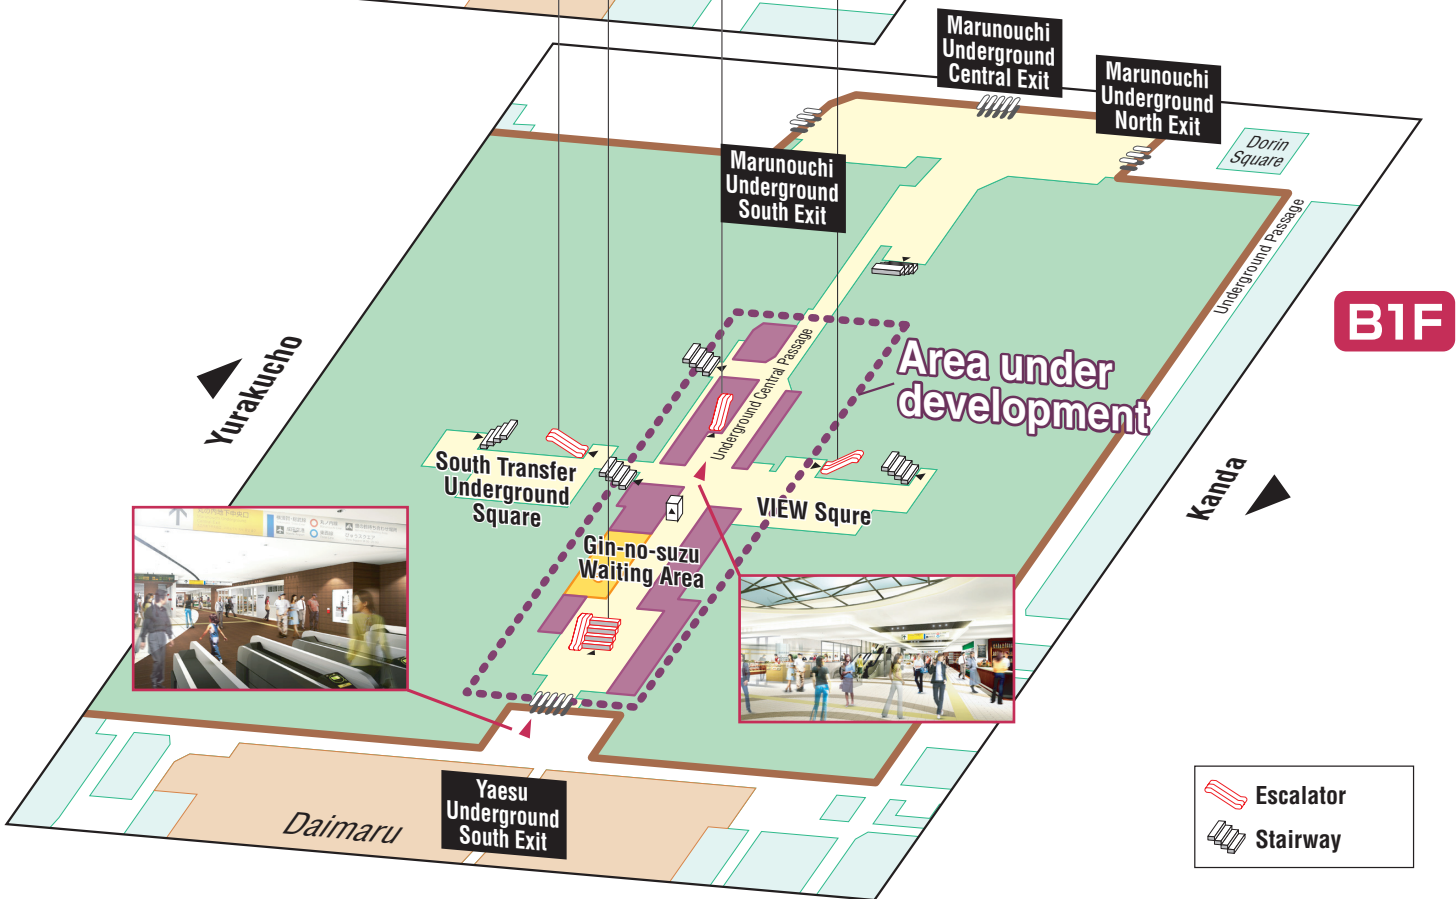 Marunouchi
Underground
Central Exit
Marunouchi
Underground
North Exit
Dorin
Square
Marunouchi
Underground
South Exit
Underground Passage
B1F
Yurakucho
Underground Central Passage
Area under
development
South Transfer
Underground
Square
VIEW Squre
Kanda
Gin-no-suzu
Waiting Area
Yaesu
Underground
South Exit
Daimaru
Escalator
Stairway